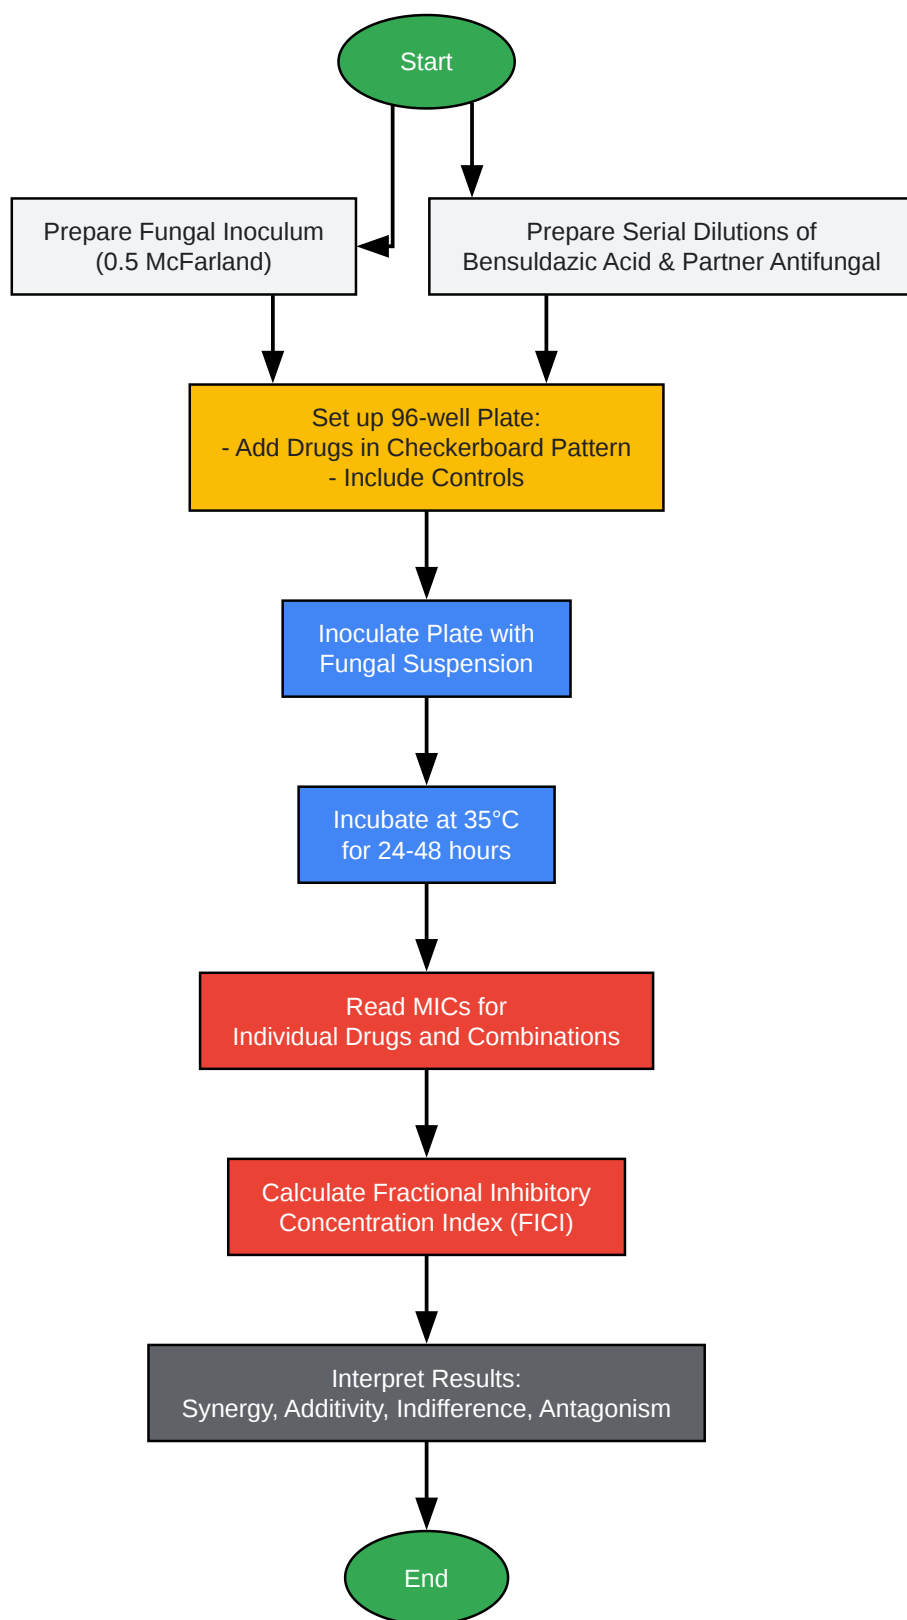 Start
Prepare Fungal Inoculum
(0.5 McFarland)
Prepare Serial Dilutions of
Bensuldazic Acid & Partner Antifungal
Set up 96-well Plate:
- Add Drugs in Checkerboard Pattern
- Include Controls
Inoculate Plate with
Fungal Suspension
Incubate at 35°C
for 24-48 hours
Read MICs for
Individual Drugs and Combinations
Calculate Fractional Inhibitory
Concentration Index (FICI)
Interpret Results:
Synergy, Additivity, Indifference, Antagonism
End